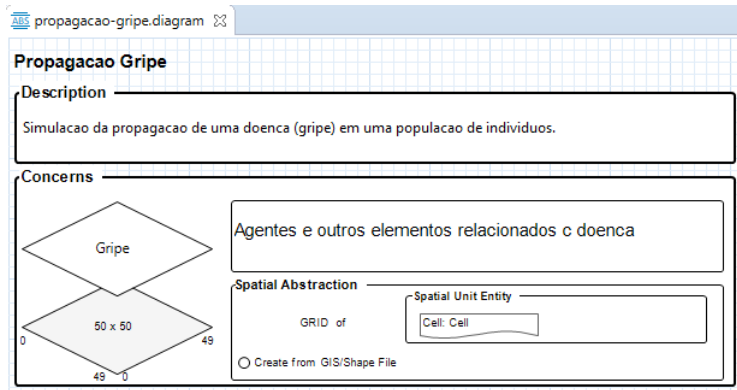 ABS propagacao-gripe.diagram
Propagacao Gripe
Description
Simulacao da propagacao de uma doenca (gripe) em uma populacao de individuos.
Concerns
Gripe
Agentes e outros elementos relacionados c doenca
50 x 50
0
49
49
0
Spatial Abstraction
GRID of
Spatial Unit Entity
Cell: Cell
Create from GIS/Shape File